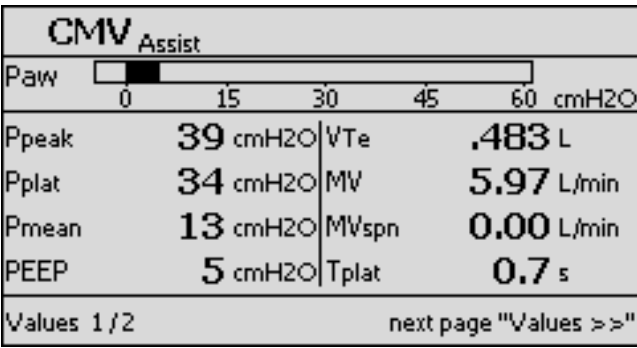 CMV Assist
Paw
0 15 30 45 60 cmH2O
Ppeak 39 cmH2O VTe .483 L
Pplat 34 cmH2O MV 5.97 L/min
Pmean 13 cmH2O MVspn 0.00 L/min
PEEP 5 cmH2O Tplat 0.7 s
Values 1/2 next page "Values >>"